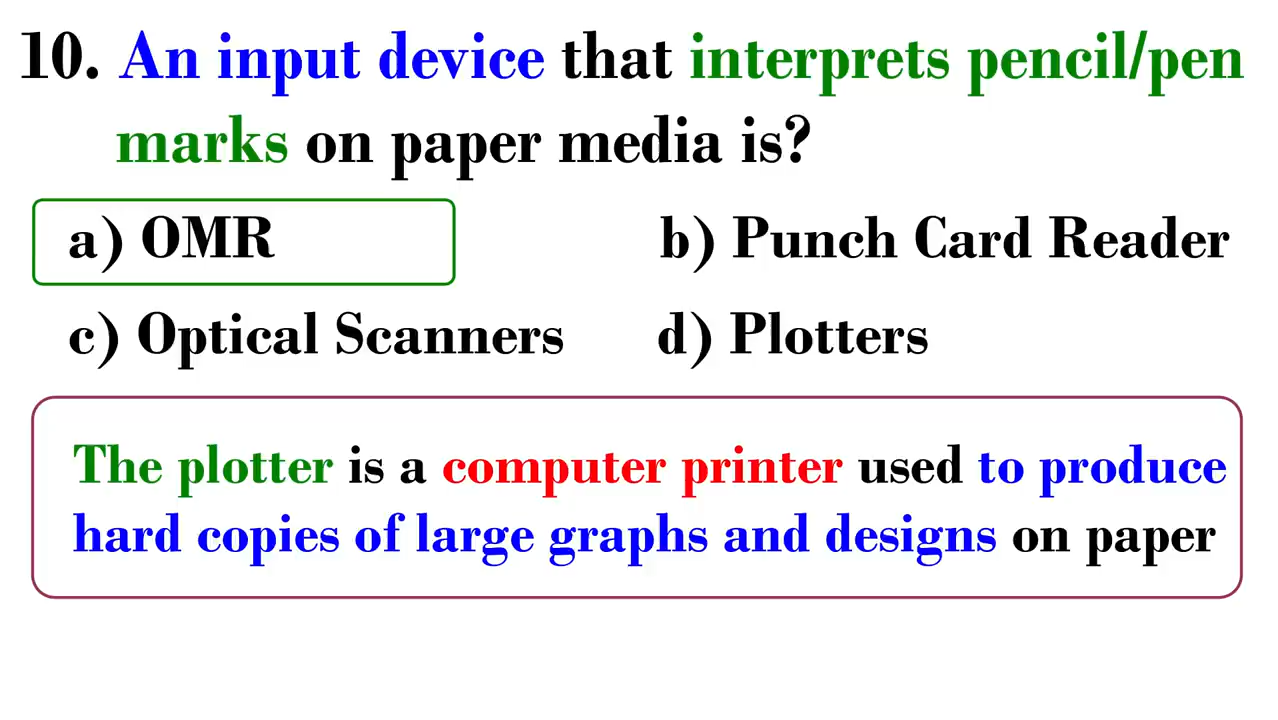 10. An input device that interprets pencil/pen
marks on paper media is?
a) OMR b) Punch Card Reader
c) Optical Scanners d) Plotters
The plotter is a computer printer used to produce
hard copies of large graphs and designs on paper